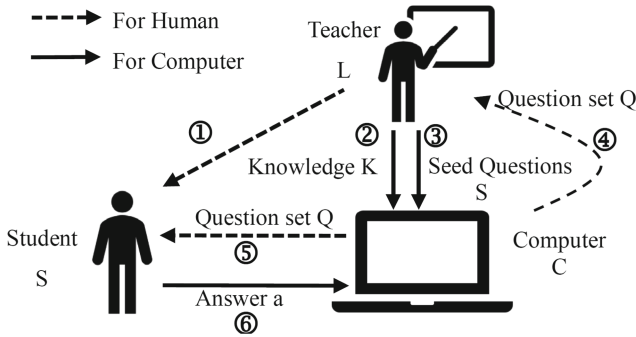 For Human
For Computer
Teacher
L
Question set Q
①
②
③
④
Knowledge K
Seed Questions
S
Student
S
Question set Q
⑤
Answer a
⑥
Computer
C